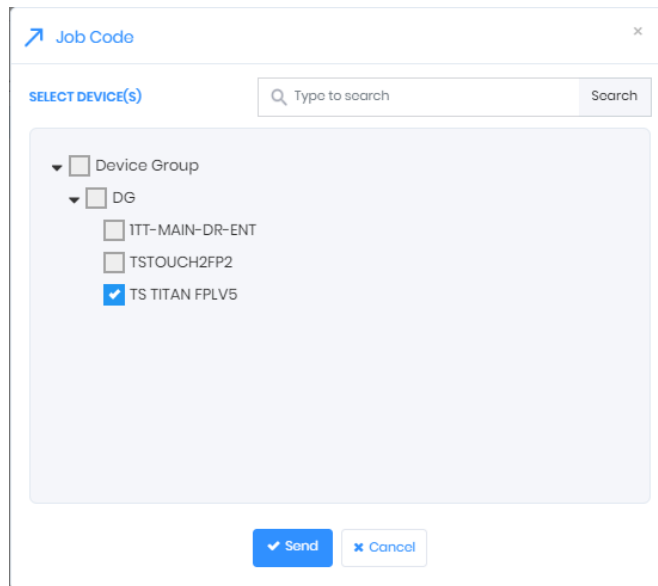 Job Code
×
SELECT DEVICE(S)
Type to search
Search
Device Group
DG
1TT-MAIN-DR-ENT
TSTOUCH2FP2
TS TITAN FPLV5
Send
Cancel